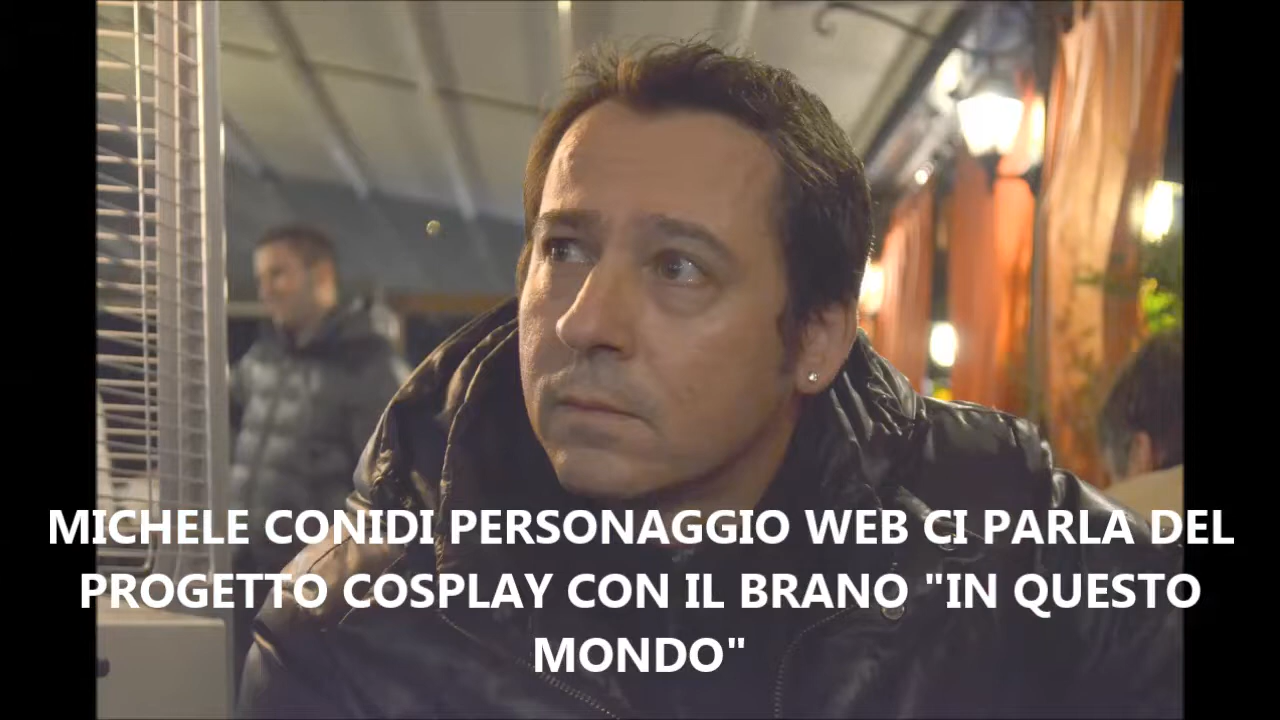 MICHELE CONIDI PERSONAGGIO WEB CI PARLA DEL
PROGETTO COSPLAY CON IL BRANO "IN QUESTO
MONDO"